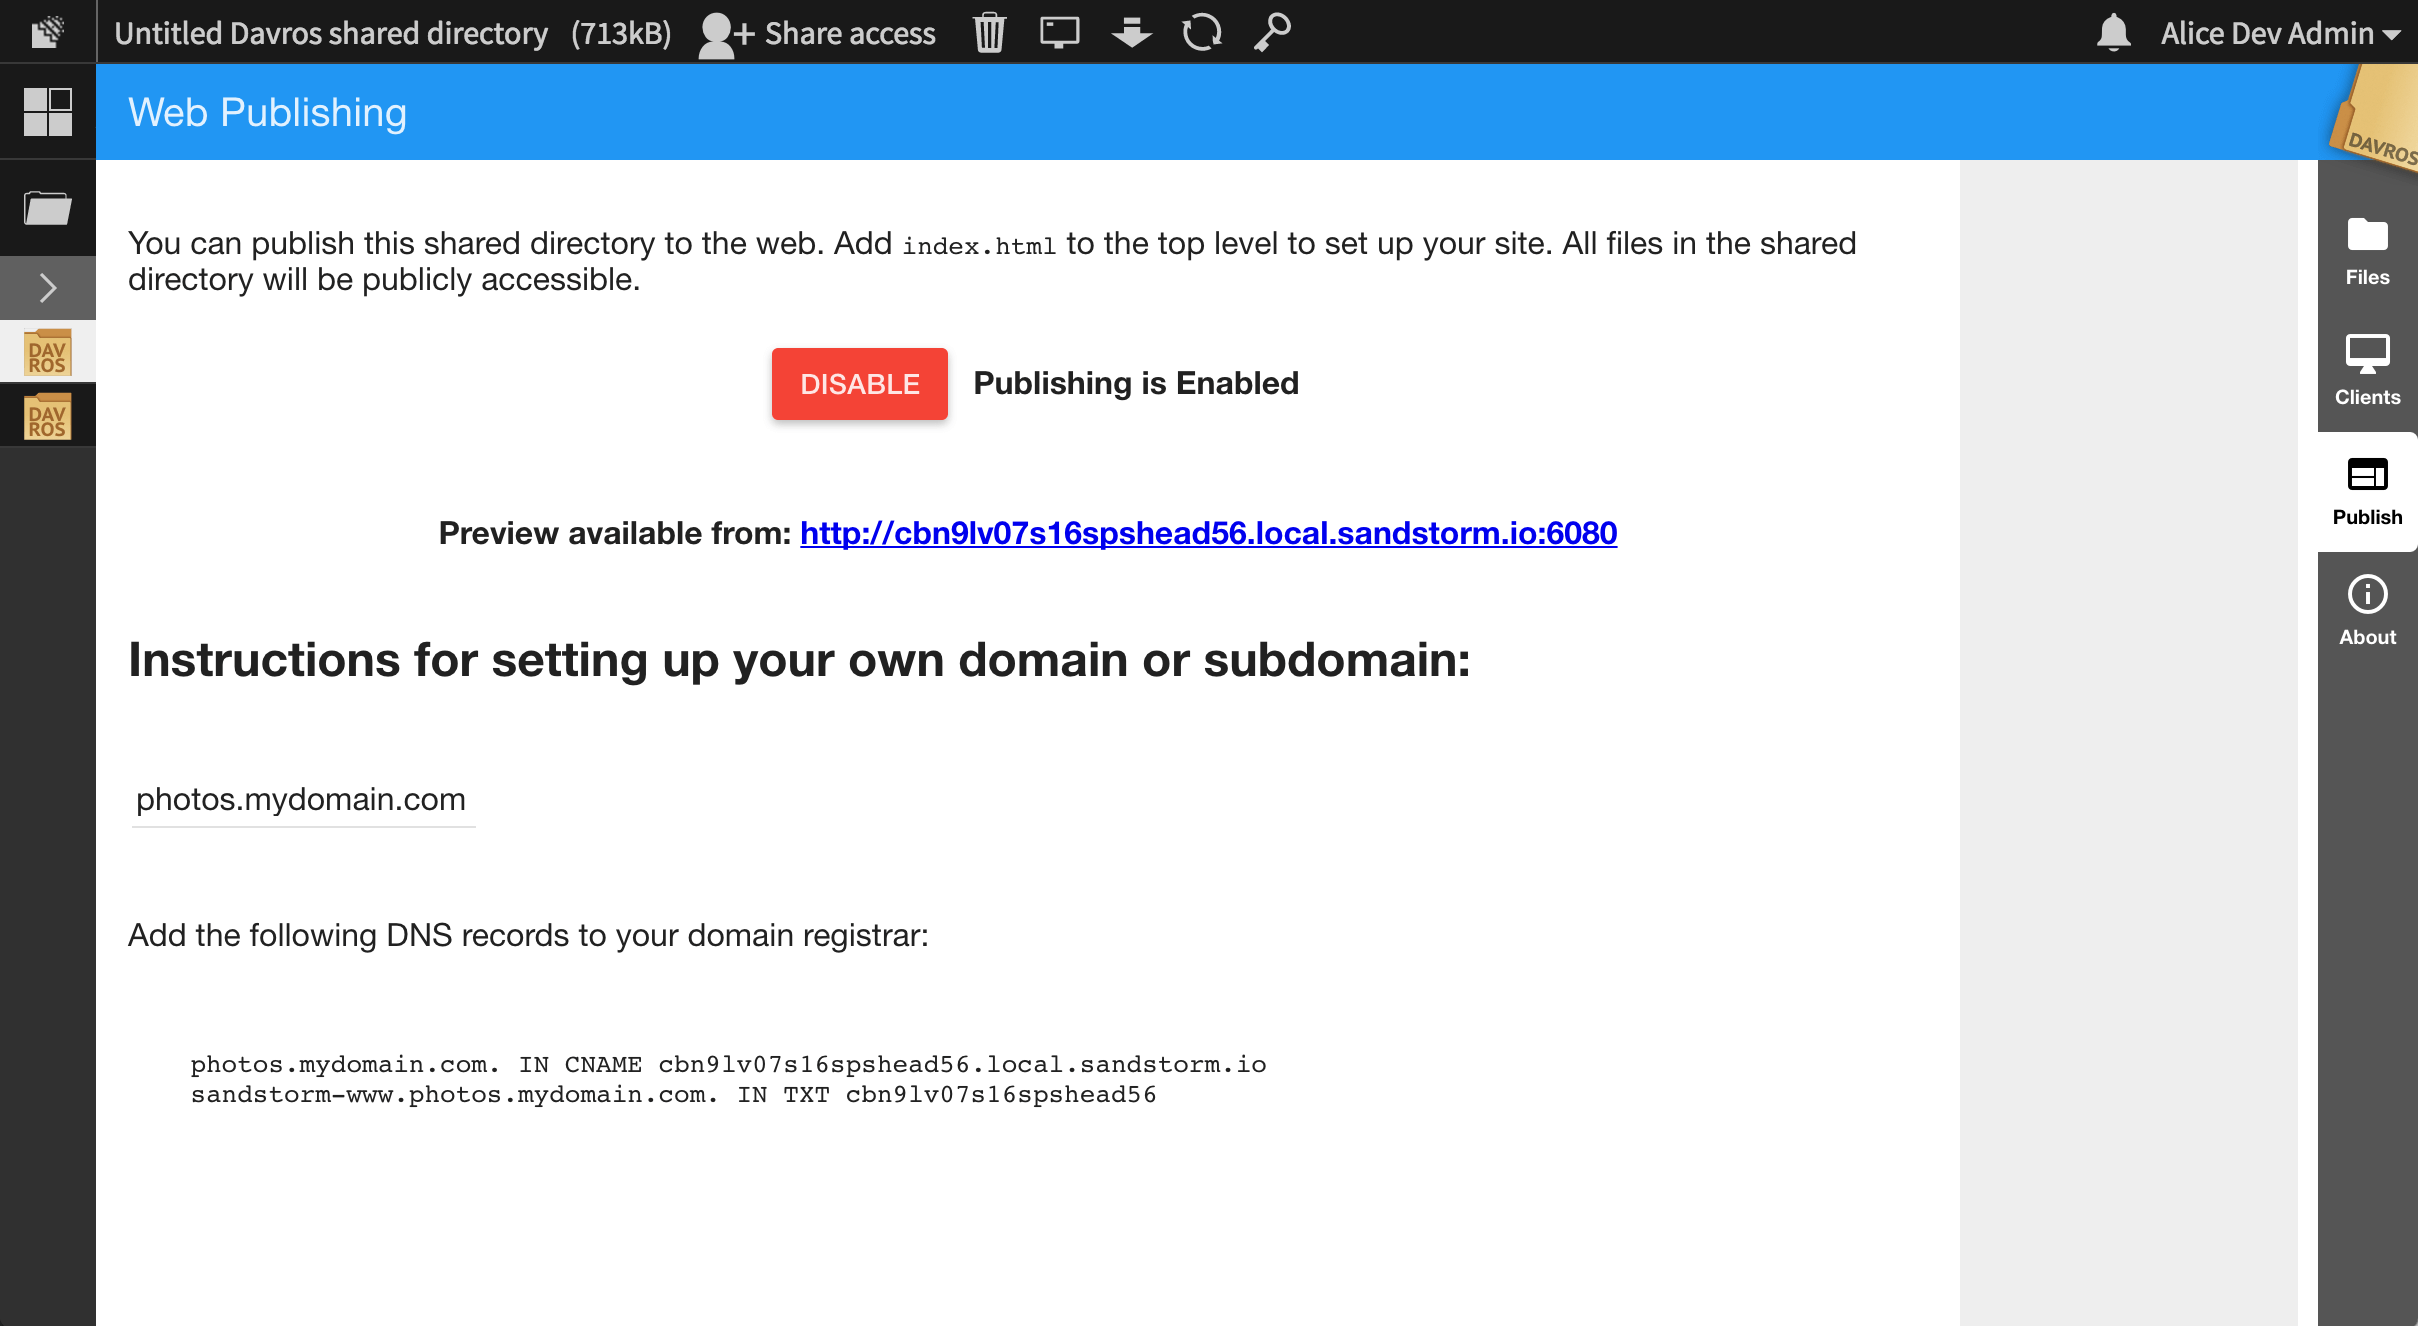 Untitled Davros shared directory (713kB) Share access Alice Dev Admin
Web Publishing
DAVROS
You can publish this shared directory to the web. Add index.html to the top level to set up your site. All files in the shared
directory will be publicly accessible.
Files
DAV
ROS
DISABLE Publishing is Enabled
Clients
DAV
ROS
Preview available from: http://cbn9lv07s16spshead56.local.sandstorm.io:6080
Publish
Instructions for setting up your own domain or subdomain:
About
photos.mydomain.com
Add the following DNS records to your domain registrar:
photos.mydomain.com. IN CNAME cbn9lv07s16spshead56.local.sandstorm.io
sandstorm-www.photos.mydomain.com. IN TXT cbn9lv07s16spshead56